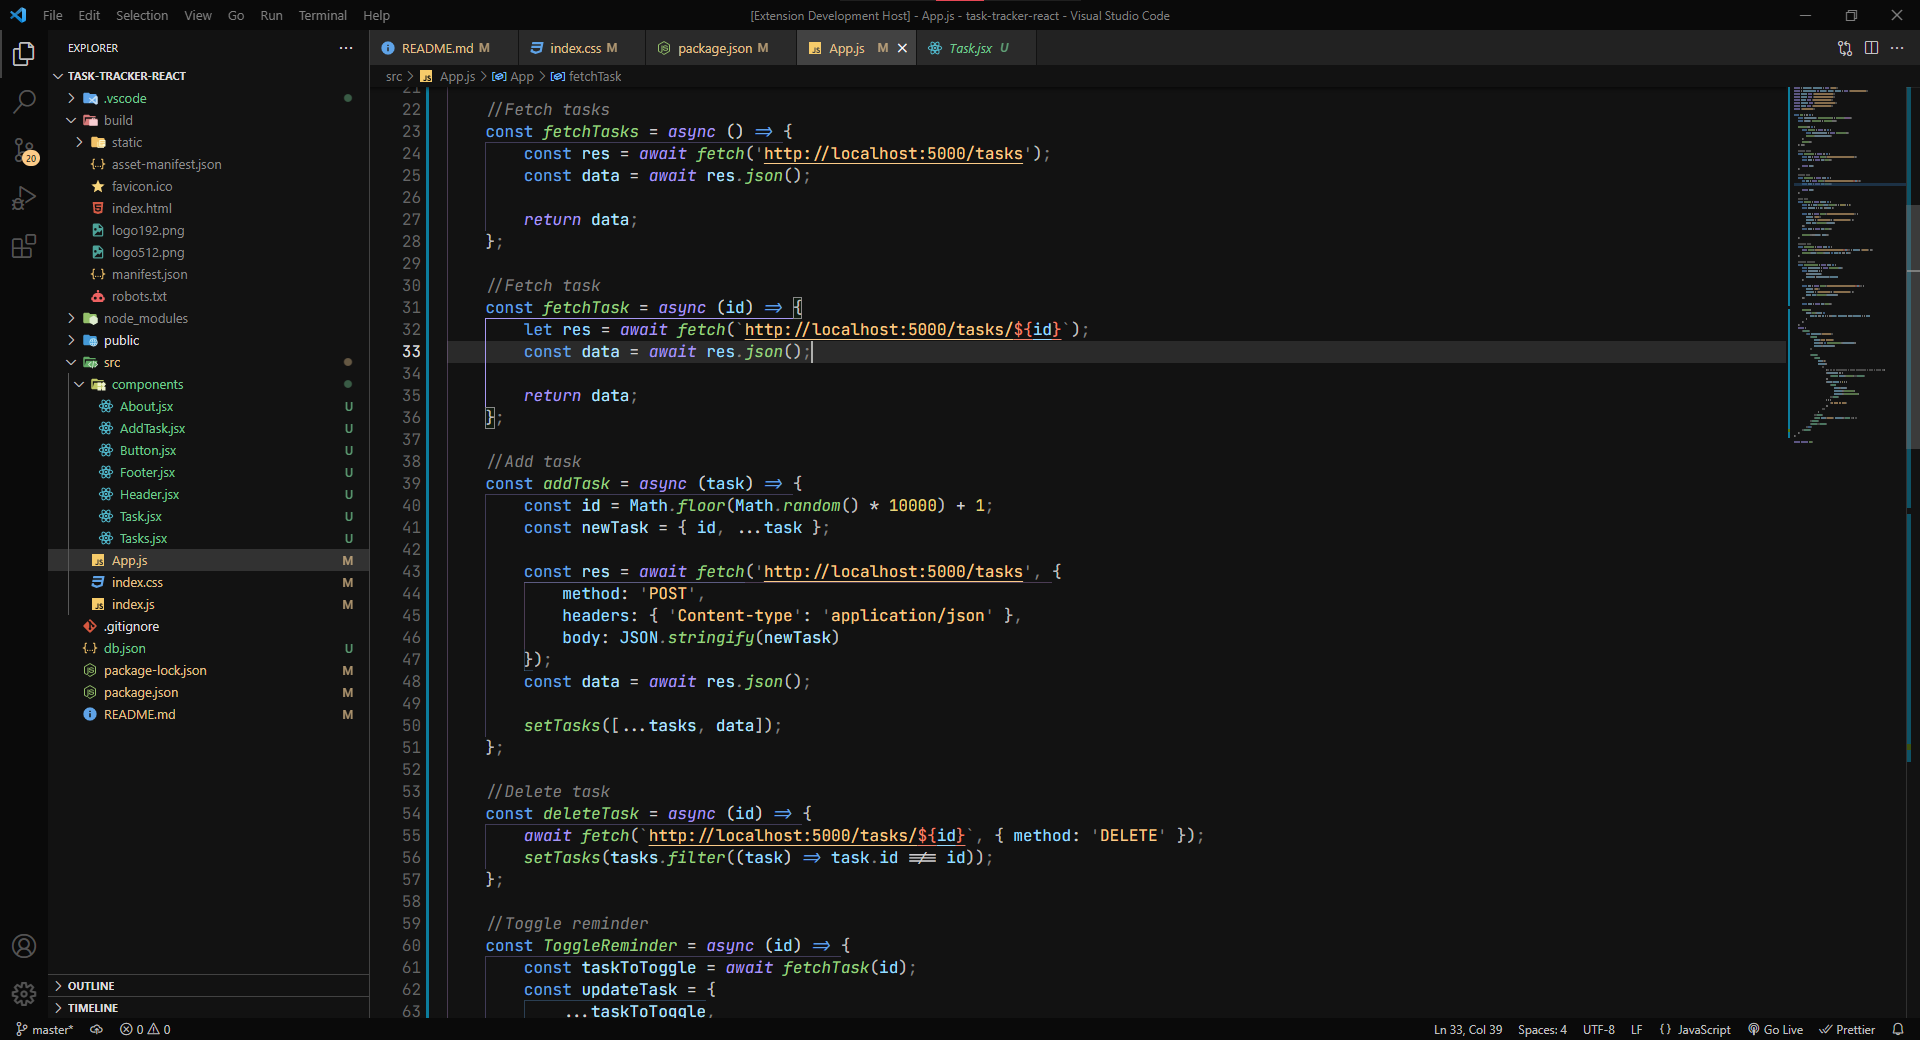 File Edit Selection View Go Run Terminal Help
[Extension Development Host] - App.js - task-tracker-react - Visual Studio Code
EXPLORER
TASK-TRACKER-REACT
.vscode
build
static
asset-manifest.json
favicon.ico
index.html
logo192.png
logo512.png
manifest.json
robots.txt
node_modules
public
src
components
About.jsx U
AddTask.jsx U
Button.jsx U
Footer.jsx U
Header.jsx U
Task.jsx U
Tasks.jsx U
App.js M
index.css M
index.js M
.gitignore
db.json U
package-lock.json M
package.json M
README.md M
OUTLINE
TIMELINE
20
README.md M index.css M package.json M App.js M Task.jsx U
src > App.js > App > fetchTask
21
22 //Fetch tasks
23 const fetchTasks = async () => {
24 const res = await fetch('http://localhost:5000/tasks');
25 const data = await res.json();
26
27 return data;
28 };
29
30 //Fetch task
31 const fetchTask = async (id) => {
32 let res = await fetch(`http://localhost:5000/tasks/${id}`);
33 const data = await res.json();
34
35 return data;
36 };
37
38 //Add task
39 const addTask = async (task) => {
40 const id = Math.floor(Math.random() * 10000) + 1;
41 const newTask = { id, ...task };
42
43 const res = await fetch('http://localhost:5000/tasks', {
44 method: 'POST',
45 headers: { 'Content-type': 'application/json' },
46 body: JSON.stringify(newTask)
47 });
48 const data = await res.json();
49
50 setTasks([...tasks, data]);
51 };
52
53 //Delete task
54 const deleteTask = async (id) => {
55 await fetch(`http://localhost:5000/tasks/${id}`, { method: 'DELETE' });
56 setTasks(tasks.filter((task) => task.id !== id));
57 };
58
59 //Toggle reminder
60 const ToggleReminder = async (id) => {
61 const taskToToggle = await fetchTask(id);
62 const updateTask = {
63 ...taskToToggle,
master* 0 0 Ln 33, Col 39 Spaces: 4 UTF-8 LF {} JavaScript Go Live Prettier